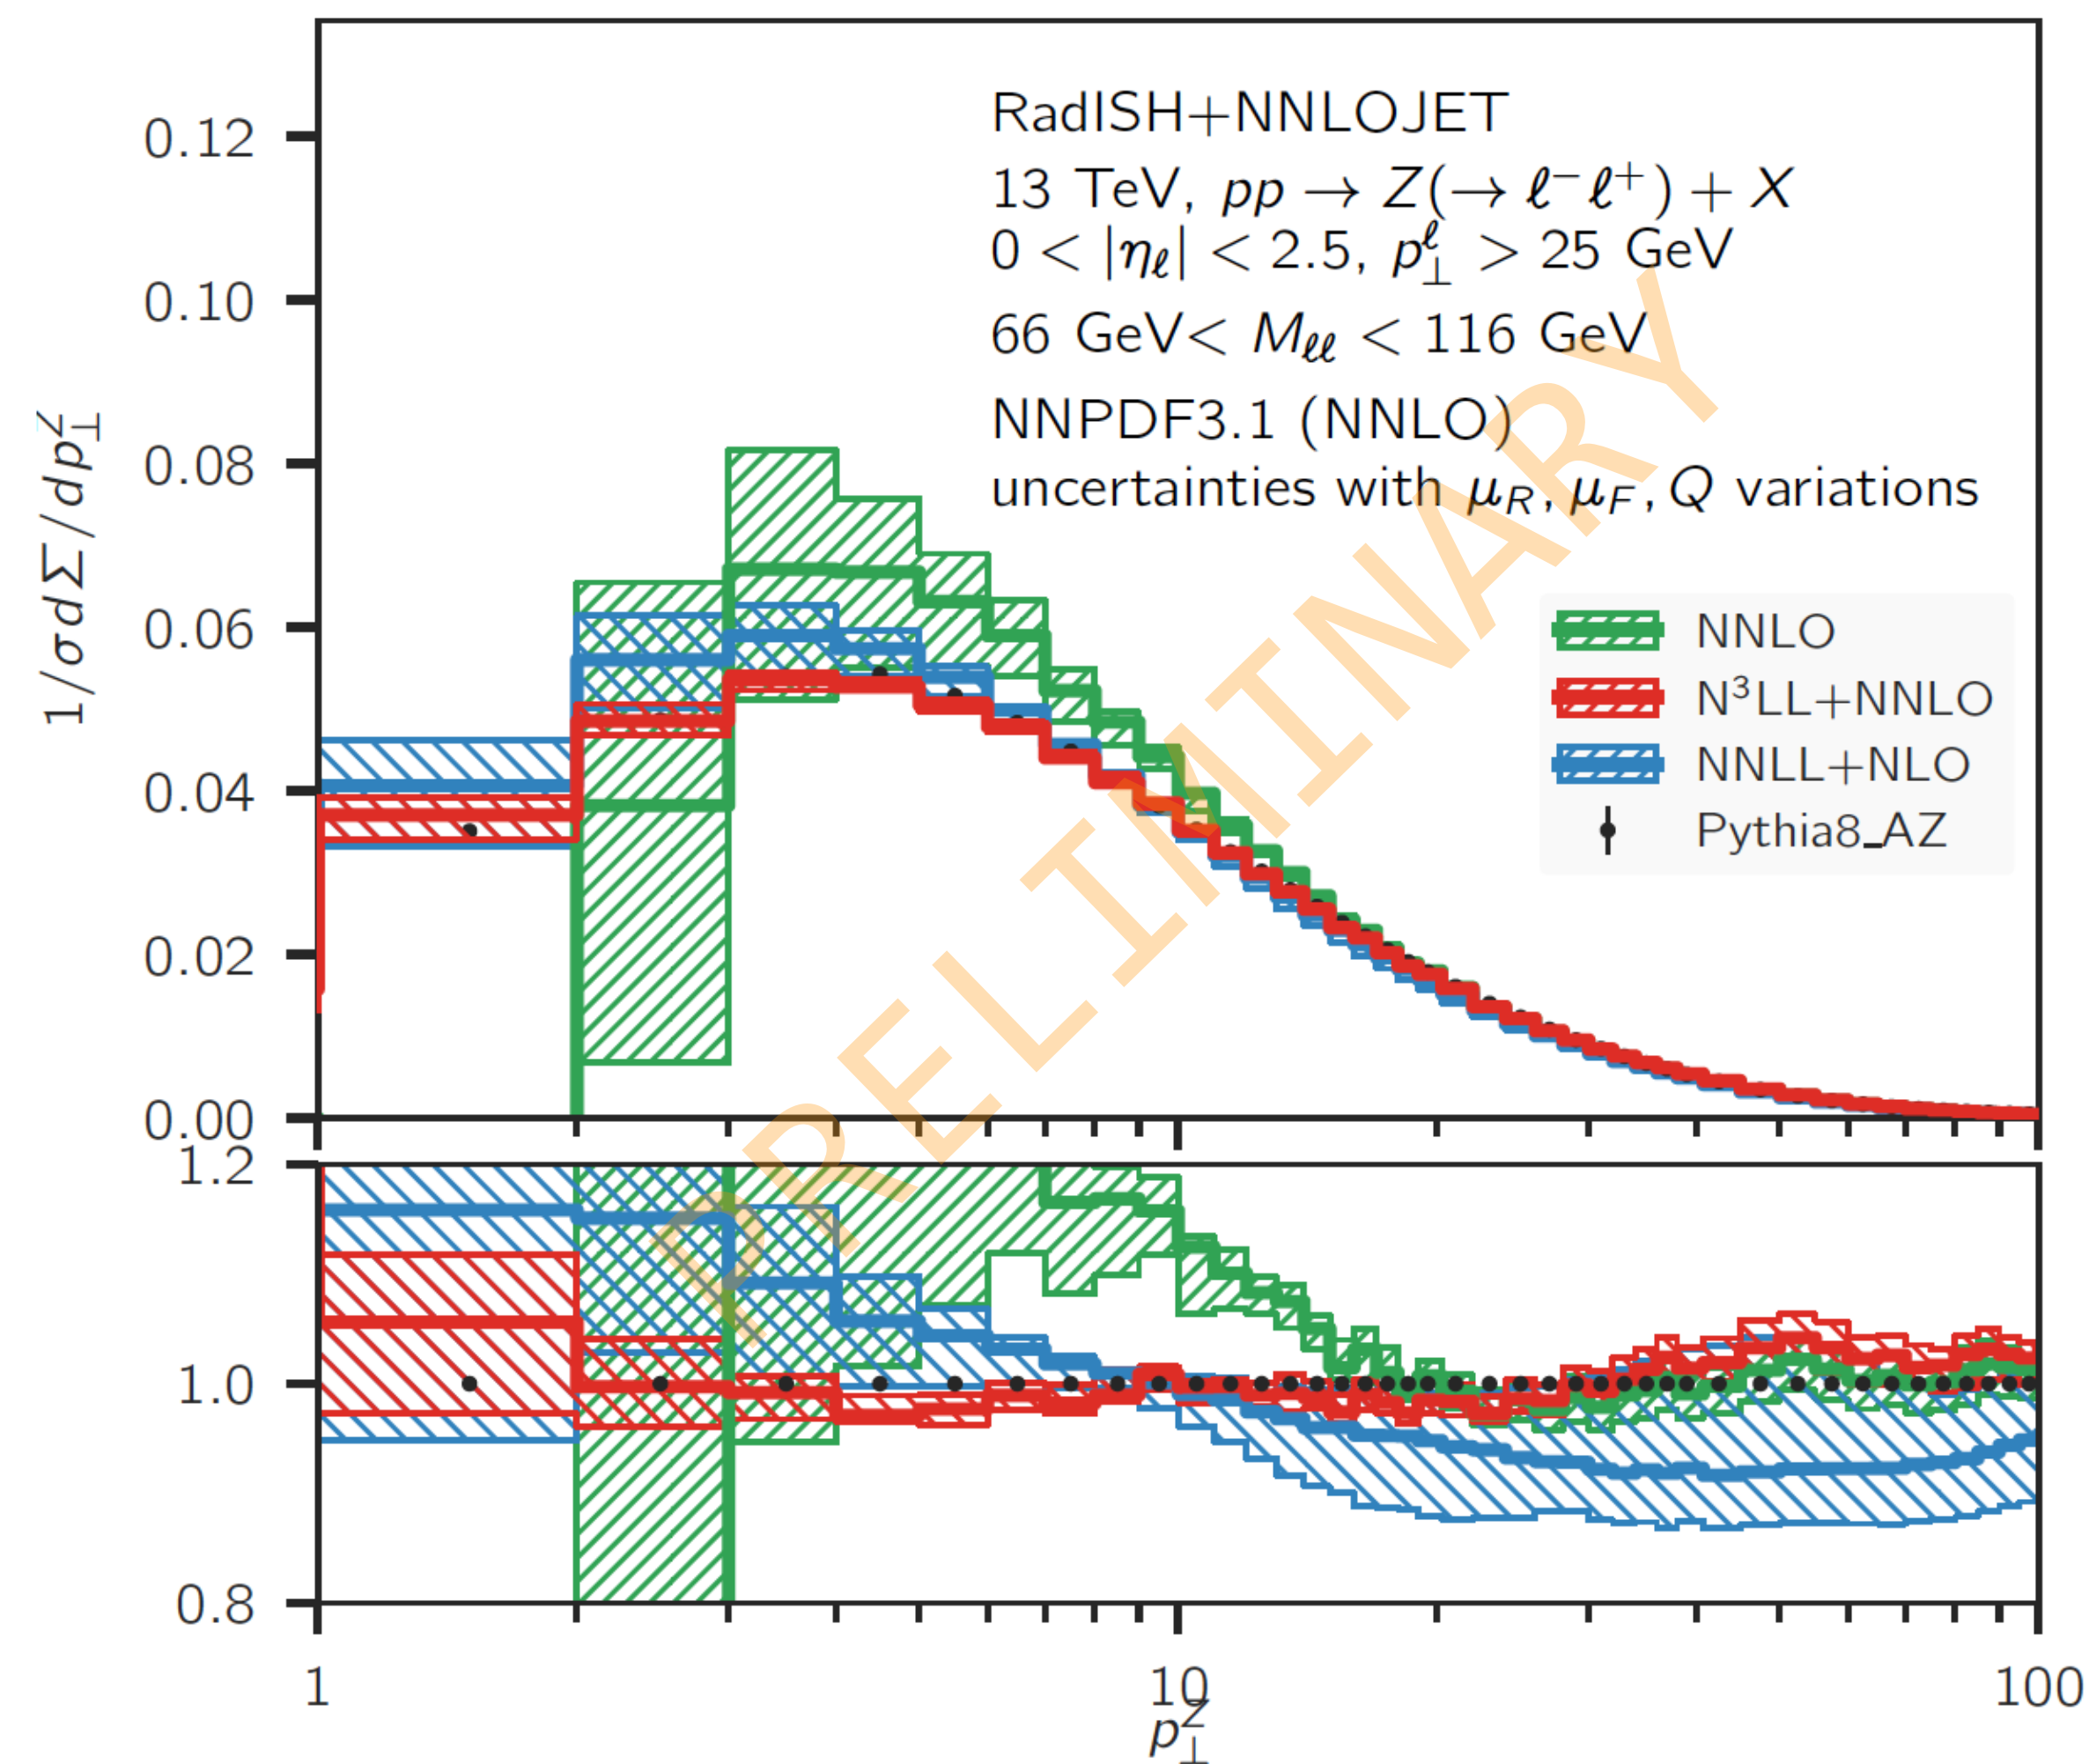 RadISH+NNLOJET
13 TeV, pp → Z(→ ℓ⁻ℓ⁺) + X
0 < |ηℓ| < 2.5, p⊥^ℓ > 25 GeV
66 GeV< Mℓℓ < 116 GeV
NNPDF3.1 (NNLO)
uncertainties with μR, μF, Q variations
PRELIMINARY
NNLO
N³LL+NNLO
NNLL+NLO
Pythia8_AZ
1/σdΣ/dp⊥^Z
0.12
0.10
0.08
0.06
0.04
0.02
0.00
1.2
1.0
0.8
1
10
100
p⊥^Z